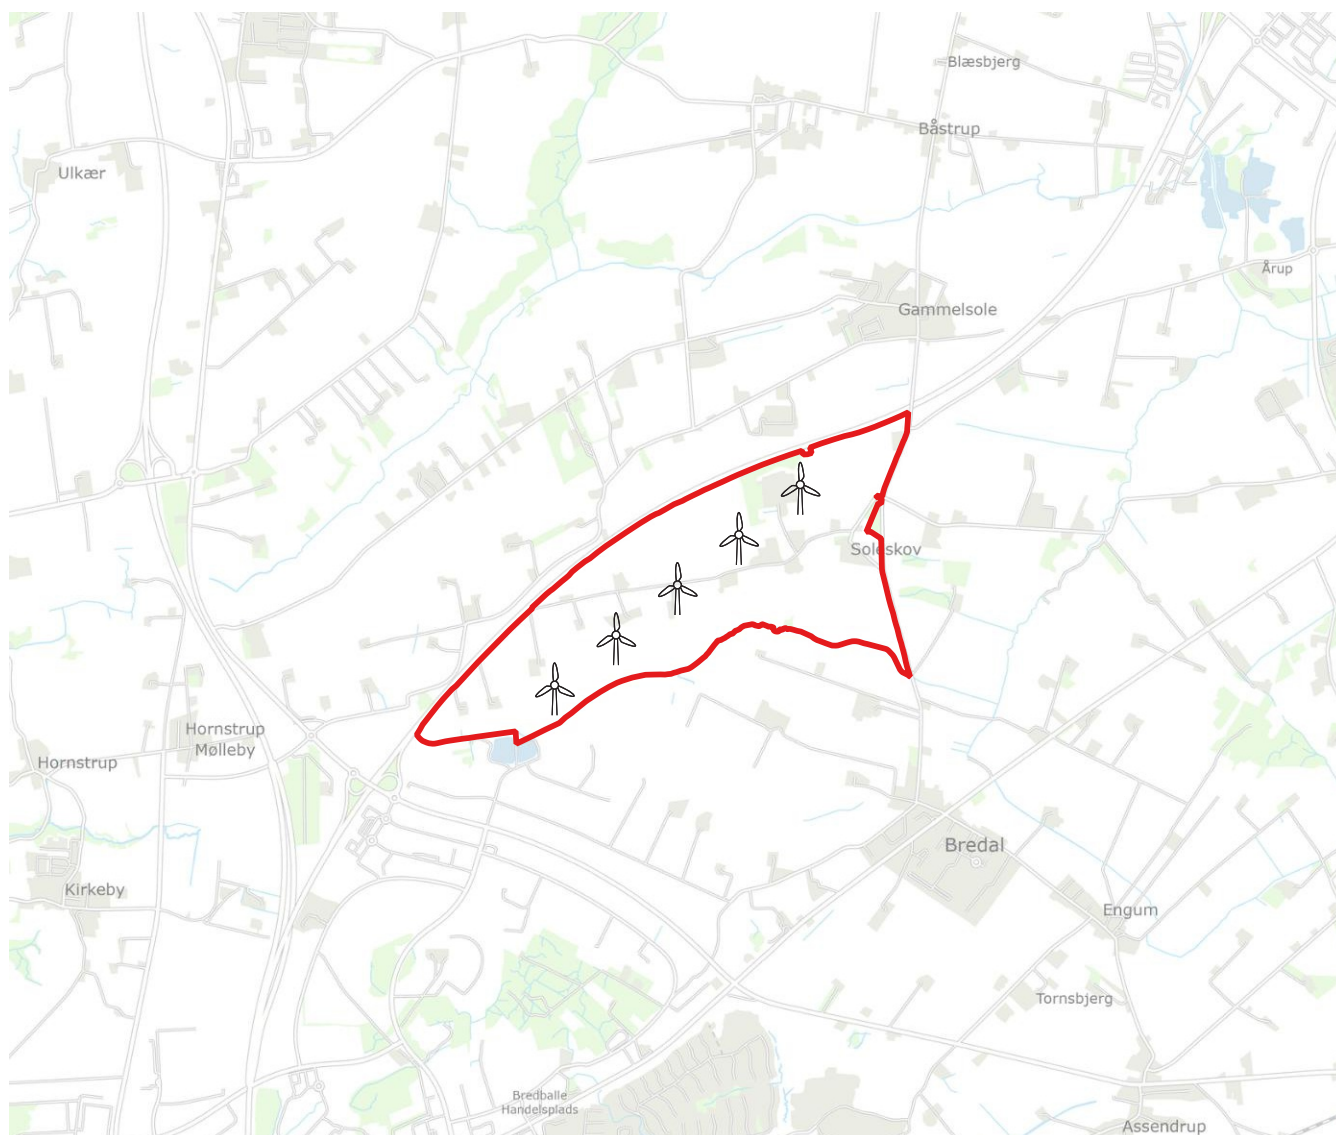 Blæsbjerg
Båstrup
Ulkær
Årup
Gammelsole
Soleskov
Hornstrup
Mølleby
Hornstrup
Bredal
Kirkeby
Engum
Tornsbjerg
Bredballe
Handelsplads
Assendrup